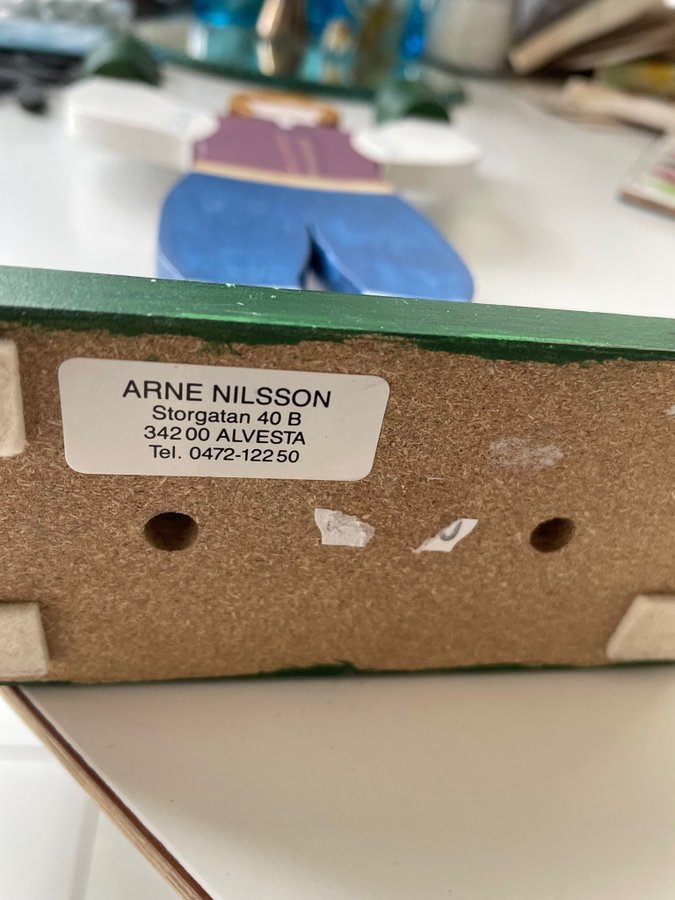 ARNE NILSSON
Storgatan 40 B
342 00 ALVESTA
Tel. 0472-122 50